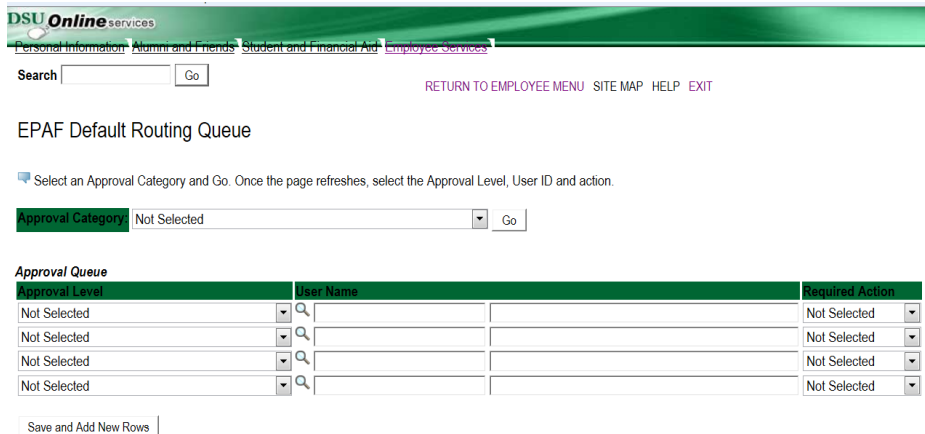 DSU Online services
Personal Information Alumni and Friends Student and Financial Aid Employee Services
Search Go
RETURN TO EMPLOYEE MENU SITE MAP HELP EXIT
EPAF Default Routing Queue
Select an Approval Category and Go. Once the page refreshes, select the Approval Level, User ID and action.
Approval Category: Not Selected Go
Approval Queue
Approval Level User Name Required Action
Not Selected Not Selected
Not Selected Not Selected
Not Selected Not Selected
Not Selected Not Selected
Save and Add New Rows